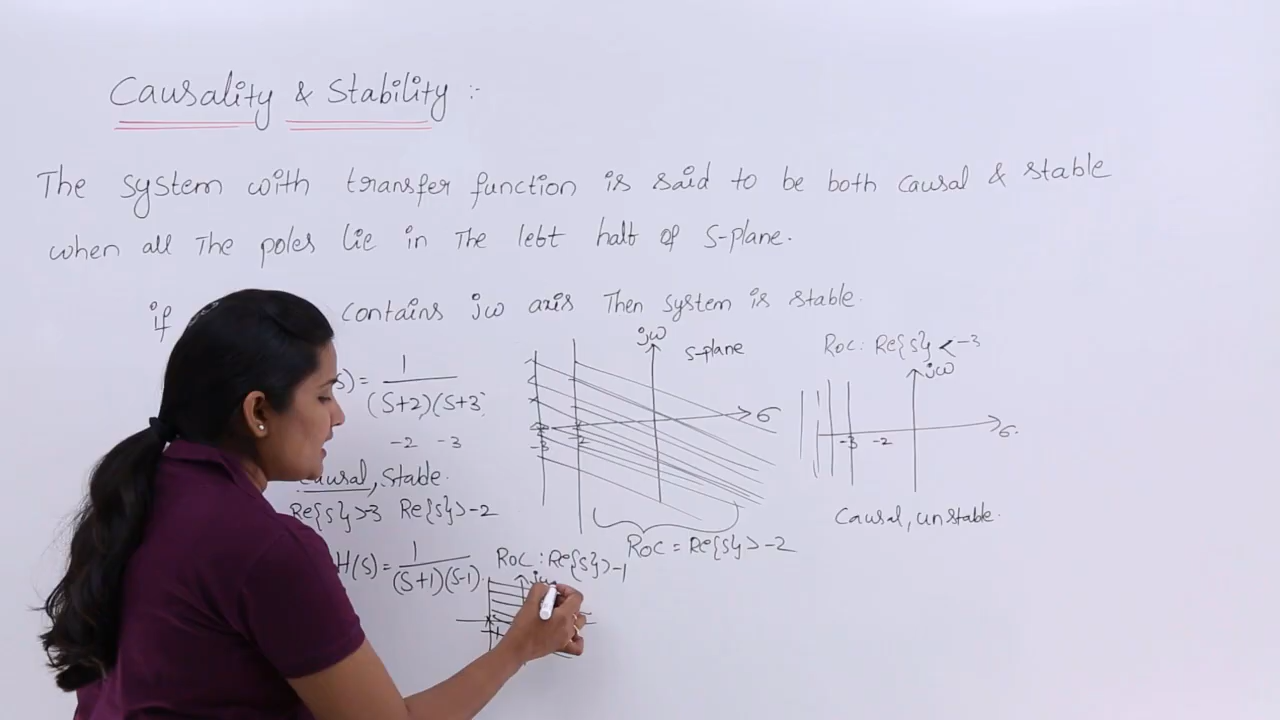 Causality & Stability :-
The system with transfer function is said to be both causal & stable
when all The poles lie in The left half of S-plane.
if contains jω axis Then system is stable.
s) = 1 / (S+2)(S+3)
-2 -3
Causal, Stable.
Re{s}>3 Re{s}>-2
jω
S-plane
σ
-3 -2
Roc = Re{s}>-2
Roc: Re{s} < -3
jω
-3 -2
σ.
Causal, unstable.
H(s) = 1 / (S+1)(S-1).
Roc: Re{s}>-1